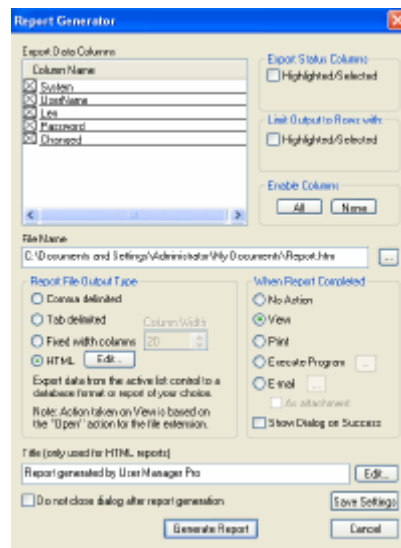 Report Generator
Export Data Columns
Column Name
System
UserName
Len
Password
Changed
Export Status Columns
Highlighted/Selected
Limit Output to Rows with:
Highlighted/Selected
Enable Columns
All None
File Name
C:\Documents and Settings\Administrator\My Documents\Report.htm ...
Report File Output Type
Comma delimited
Tab delimited
Column Width
Fixed width columns 20
HTML Edit...
Export data from the active list control to a
database format or report of your choice.
Note: Action taken on View is based on
the "Open" action for the file extension.
When Report Completed
No Action
View
Print
Execute Program ...
E-mail ...
As attachment
Show Dialog on Success
Title (only used for HTML reports)
Report generated by User Manager Pro Edit...
Do not close dialog after report generation
Save Settings
Generate Report
Cancel